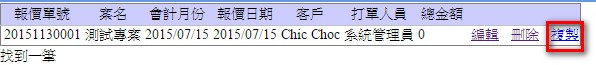 報價單號 案名 會計月份 報價日期 客戶 打單人員 總金額
20151130001 測試專案 2015/07/15 2015/07/15 Chic Choc 系統管理員 0 編輯 刪除 複製
找到一筆